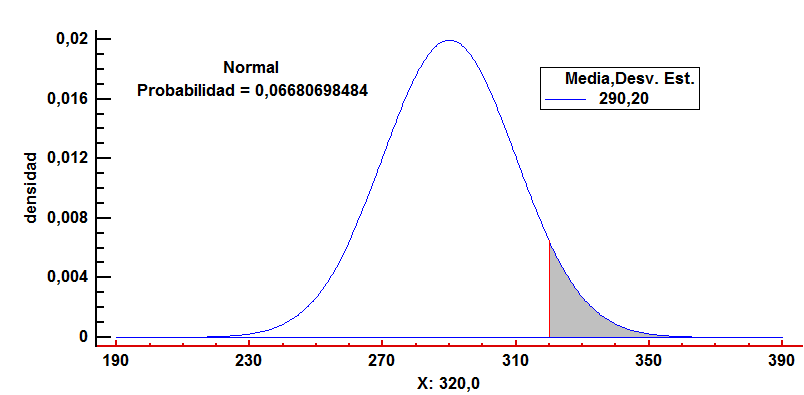 0,02
Normal
Probabilidad = 0,06680698484
Media,Desv. Est.
290,20
0,016
0,012
densidad
0,008
0,004
0
190 230 270 310 350 390
X: 320,0